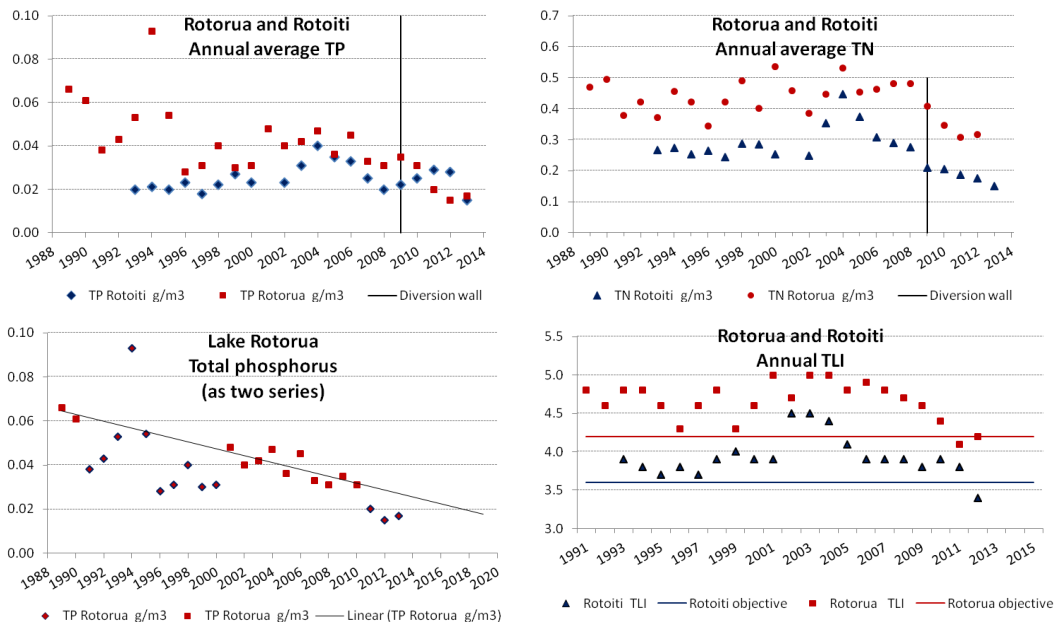 Rotorua and Rotoiti
Annual average TP
0.10
0.08
0.06
0.04
0.02
0.00
1988 1990 1992 1994 1996 1998 2000 2002 2004 2006 2008 2010 2012 2014
TP Rotoiti g/m3 TP Rotorua g/m3 Diversion wall
Rotorua and Rotoiti
Annual average TN
0.7
0.6
0.5
0.4
0.3
0.2
0.1
0.0
1988 1990 1992 1994 1996 1998 2000 2002 2004 2006 2008 2010 2012 2014
TN Rotoiti g/m3 TN Rotorua g/m3 Diversion wall
Lake Rotorua
Total phosphorus
(as two series)
0.10
0.08
0.06
0.04
0.02
0.00
1988 1990 1992 1994 1996 1998 2000 2002 2004 2006 2008 2010 2012 2014 2016 2018 2020
TP Rotorua g/m3 TP Rotorua g/m3 Linear (TP Rotorua g/m3)
Rotorua and Rotoiti
Annual TLI
5.5
5.0
4.5
4.0
3.5
3.0
1991 1993 1995 1997 1999 2001 2003 2005 2007 2009 2011 2013 2015
Rotoiti TLI Rotoiti objective Rotorua TLI Rotorua objective